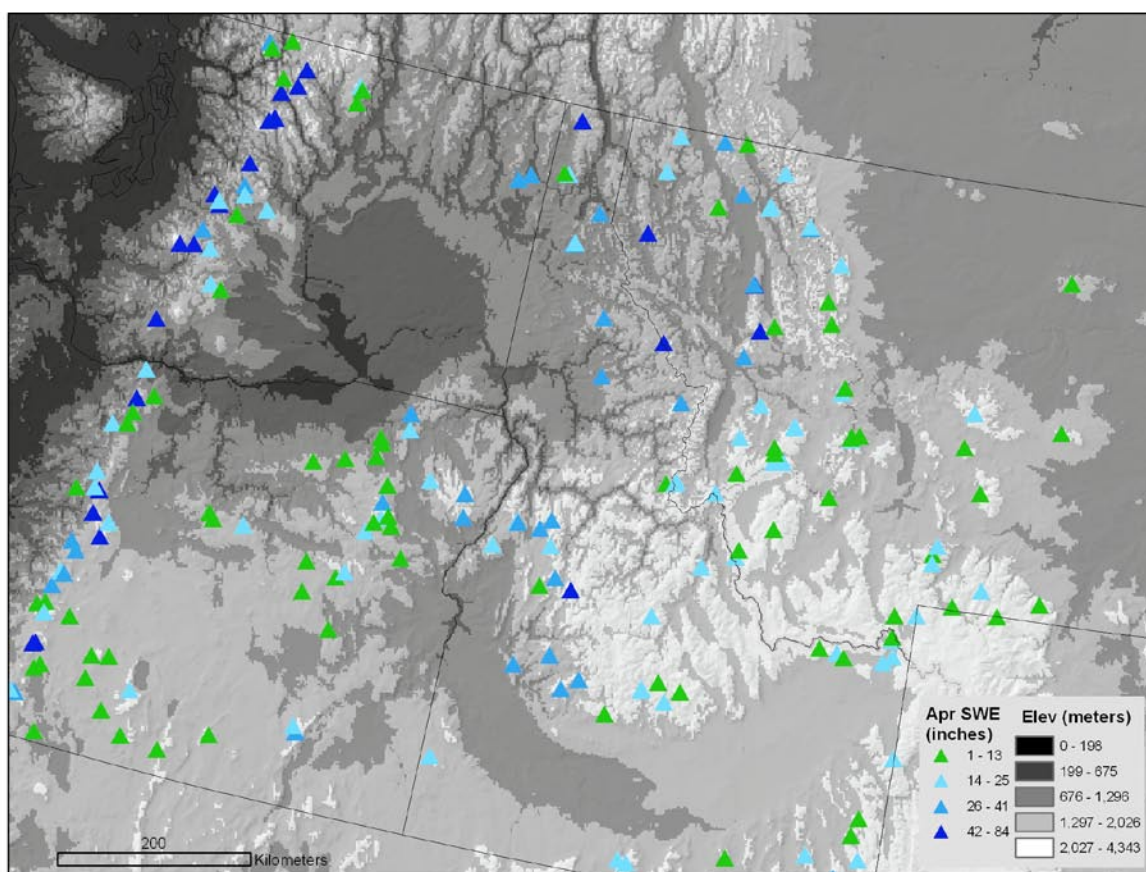 Apr SWE
(inches)
1 - 13
14 - 25
26 - 41
42 - 84
Elev (meters)
0 - 198
199 - 675
676 - 1,296
1,297 - 2,026
2,027 - 4,343
200
Kilometers